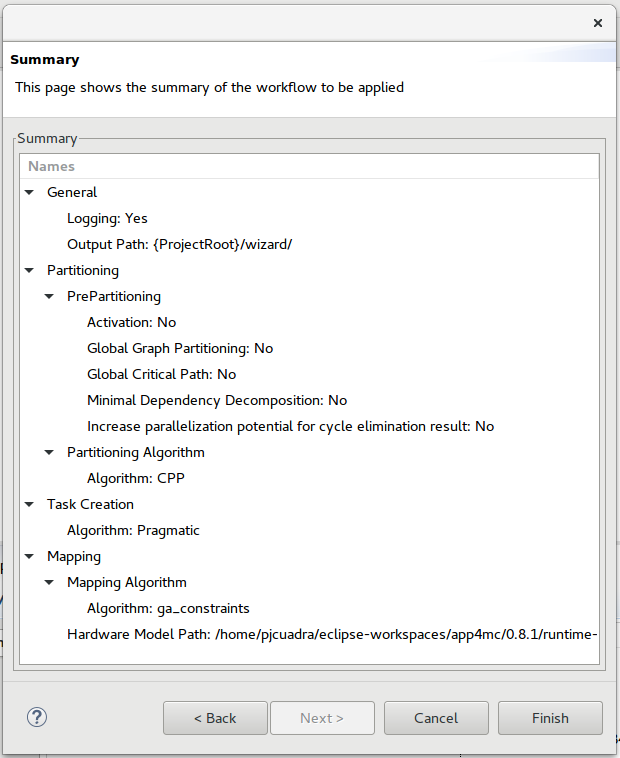 Summary
This page shows the summary of the workflow to be applied
Summary
Names
General
Logging: Yes
Output Path: {ProjectRoot}/wizard/
Partitioning
PrePartitioning
Activation: No
Global Graph Partitioning: No
Global Critical Path: No
Minimal Dependency Decomposition: No
Increase parallelization potential for cycle elimination result: No
Partitioning Algorithm
Algorithm: CPP
Task Creation
Algorithm: Pragmatic
Mapping
Mapping Algorithm
Algorithm: ga_constraints
Hardware Model Path: /home/pjcuadra/eclipse-workspaces/app4mc/0.8.1/runtime-
?
< Back
Next >
Cancel
Finish